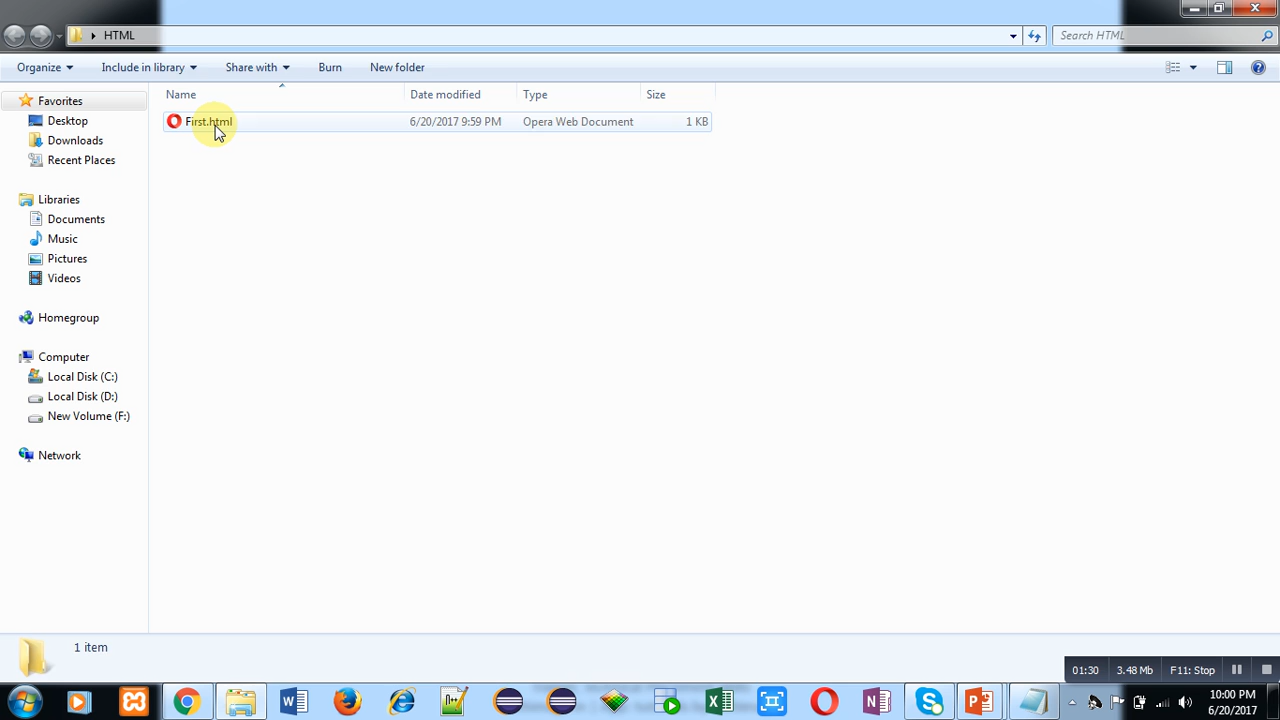 HTML
Search HTML
Organize Include in library Share with Burn New folder
Name Date modified Type Size
Favorites
First.html 6/20/2017 9:59 PM Opera Web Document 1 KB
Desktop
Downloads
Recent Places
Libraries
Documents
Music
Pictures
Videos
Homegroup
Computer
Local Disk (C:)
Local Disk (D:)
New Volume (F:)
Network
1 item
01:30 3.48 Mb F11: Stop
10:00 PM
6/20/2017